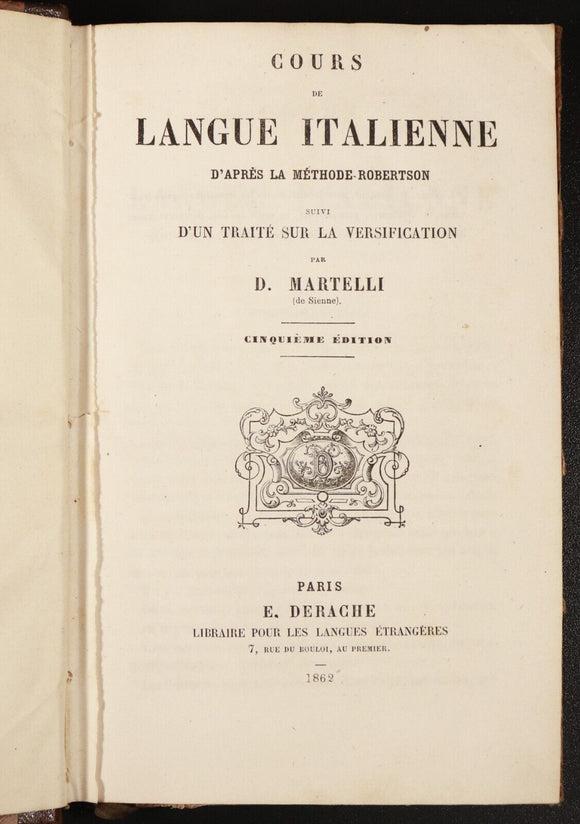 COURS
DE
LANGUE ITALIENNE
D'APRÈS LA MÉTHODE-ROBERTSON
SUIVI
D'UN TRAITÉ SUR LA VERSIFICATION
PAR
D. MARTELLI
(de Sienne).
CINQUIÈME ÉDITION
PARIS
E. DERACHE
LIBRAIRE POUR LES LANGUES ÉTRANGÈRES
7, RUE DU BOULOI, AU PREMIER.
1862